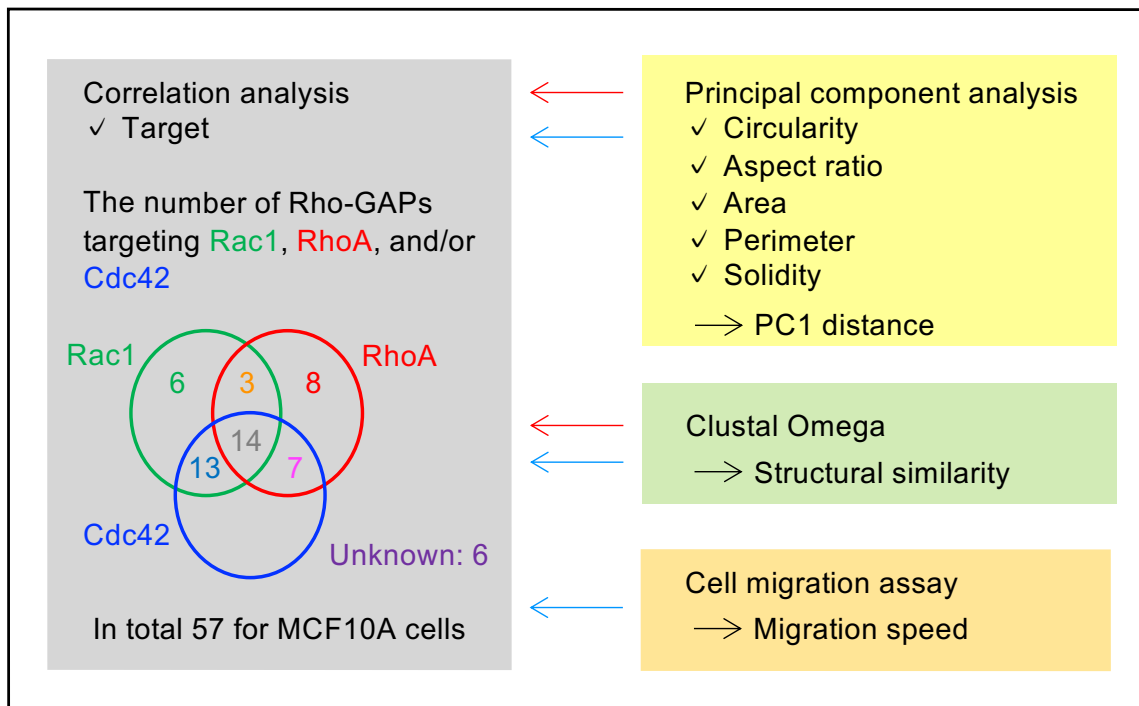 Correlation analysis
✓ Target
The number of Rho-GAPs
targeting Rac1, RhoA, and/or
Cdc42
Rac1
RhoA
6
3
8
14
13
7
Cdc42
Unknown: 6
In total 57 for MCF10A cells
Principal component analysis
✓ Circularity
✓ Aspect ratio
✓ Area
✓ Perimeter
✓ Solidity
→ PC1 distance
Clustal Omega
→ Structural similarity
Cell migration assay
→ Migration speed